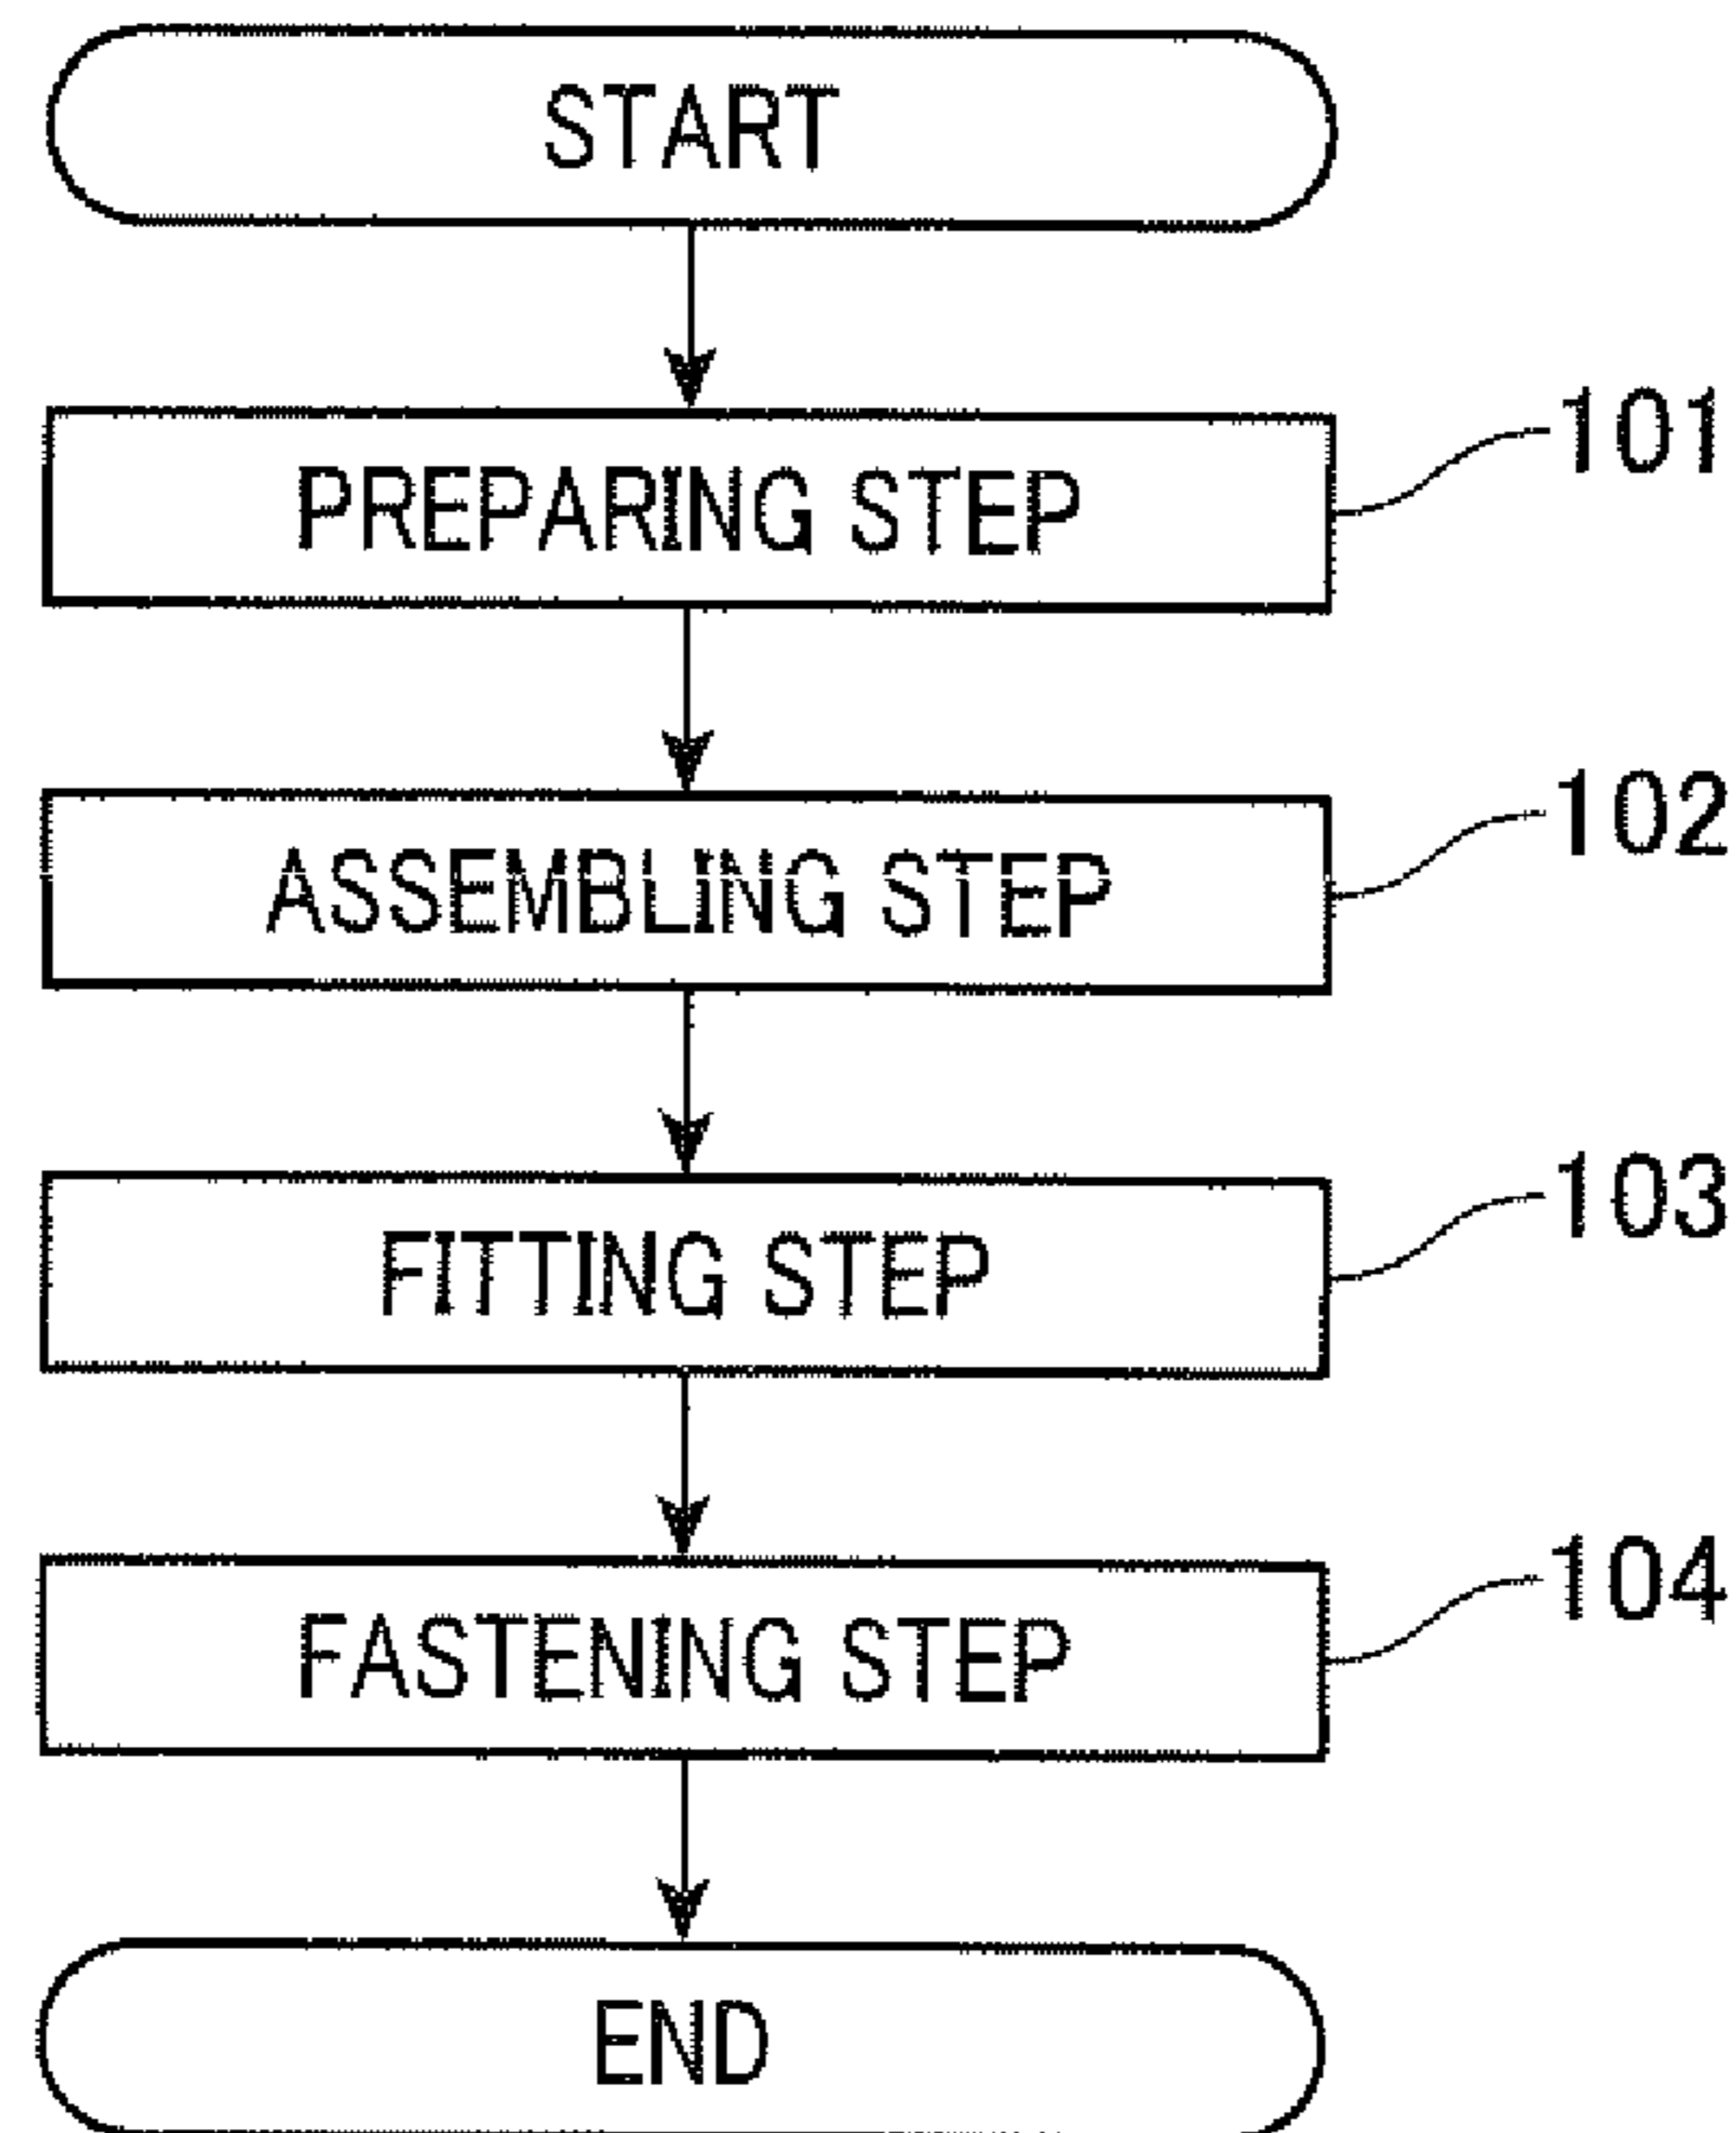 START
PREPARING STEP
101
ASSEMBLING STEP
102
FITTING STEP
103
FASTENING STEP
104
END